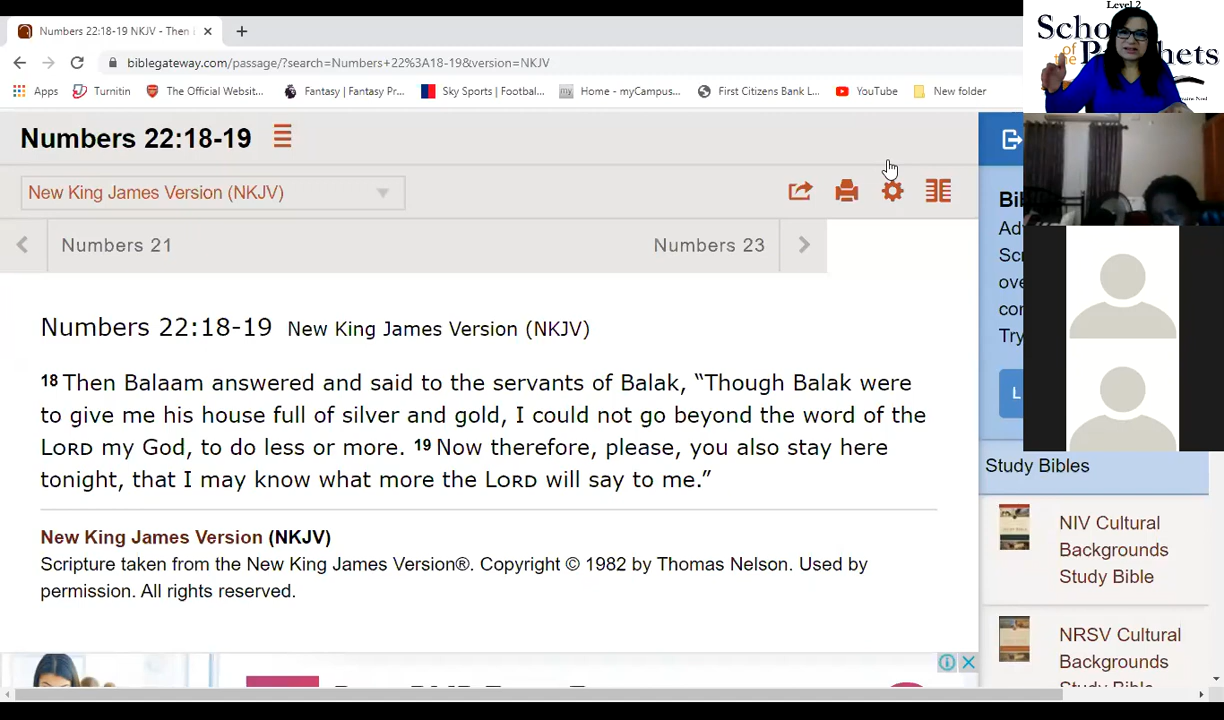 Numbers 22:18-19 NKJV - Then
biblegateway.com/passage/?search=Numbers+22%3A18-19&version=NKJV
Apps Turnitin The Official Websit... Fantasy | Fantasy Pr... Sky Sports | Footbal... my Home - myCampus... First Citizens Bank L... YouTube New folder
Level 2
of the
Numbers 22:18-19
New King James Version (NKJV)
Numbers 21 Numbers 23
Numbers 22:18-19 New King James Version (NKJV)
18 Then Balaam answered and said to the servants of Balak, “Though Balak were
to give me his house full of silver and gold, I could not go beyond the word of the
LORD my God, to do less or more. 19 Now therefore, please, you also stay here
tonight, that I may know what more the LORD will say to me.”
New King James Version (NKJV)
Scripture taken from the New King James Version®. Copyright © 1982 by Thomas Nelson. Used by
permission. All rights reserved.
Study Bibles
NIV Cultural
Backgrounds
Study Bible
NRSV Cultural
Backgrounds